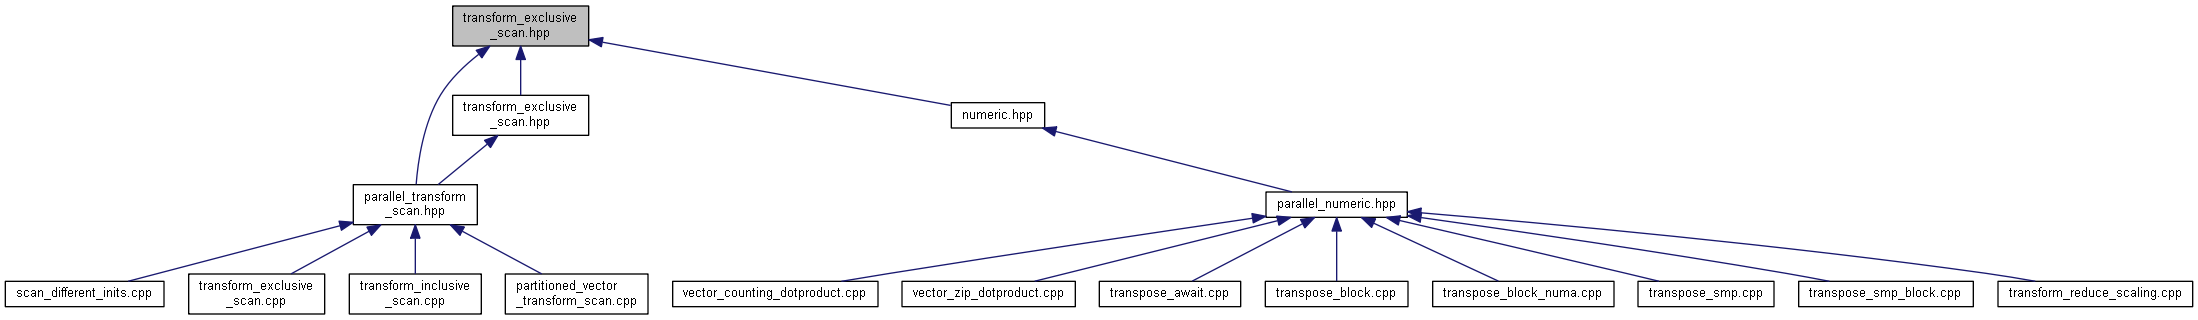 transform_exclusive
_scan.hpp
transform_exclusive
_scan.hpp
numeric.hpp
parallel_transform
_scan.hpp
parallel_numeric.hpp
scan_different_inits.cpp
transform_exclusive
_scan.cpp
transform_inclusive
_scan.cpp
partitioned_vector
_transform_scan.cpp
vector_counting_dotproduct.cpp
vector_zip_dotproduct.cpp
transpose_await.cpp
transpose_block.cpp
transpose_block_numa.cpp
transpose_smp.cpp
transpose_smp_block.cpp
transform_reduce_scaling.cpp